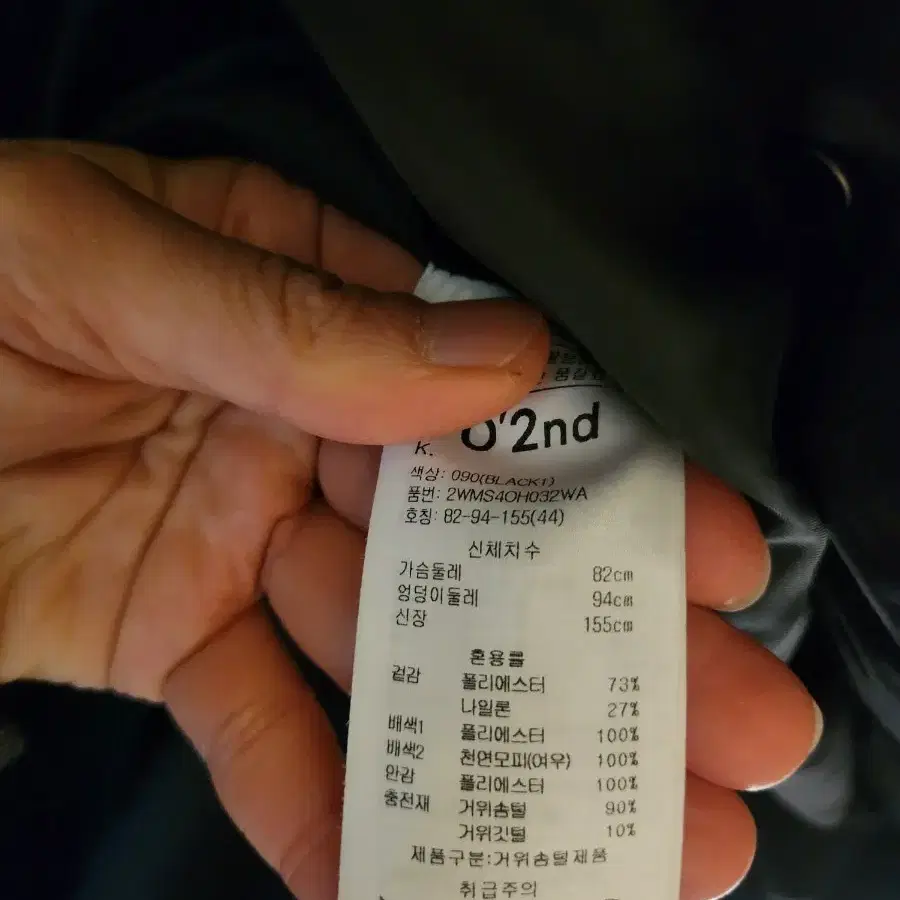 K. O'2nd
색상: 090(BLACK1)
품번: 2WMS4OH032WA
호칭: 82-94-155(44)
신체치수
가슴둘레 82cm
엉덩이둘레 94cm
신장 155cm
혼용률
겉감 폴리에스터 73%
나일론 27%
배색1 폴리에스터 100%
배색2 천연모피(여우) 100%
안감 폴리에스터 100%
충전재 거위솜털 90%
거위깃털 10%
제품구분:거위솜털제품
취급주의